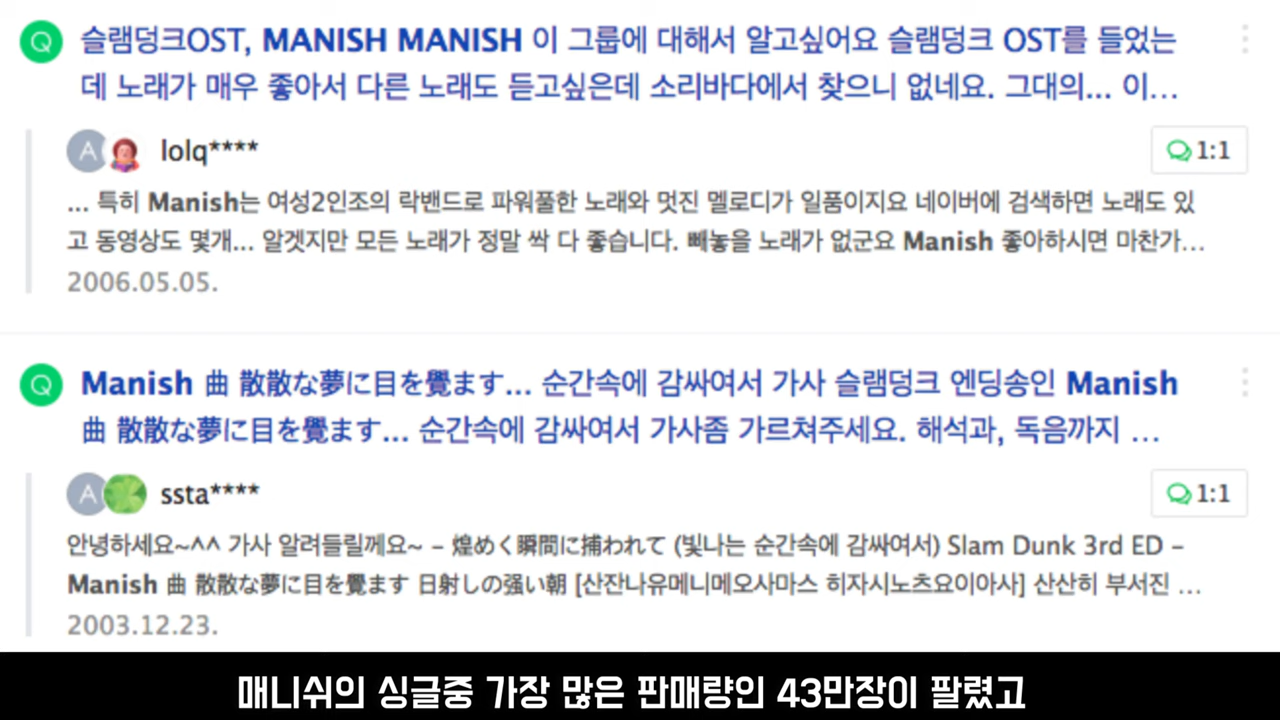 Q 슬램덩크OST, MANISH MANISH 이 그룹에 대해서 알고싶어요 슬램덩크 OST를 들었는
데 노래가 매우 좋아서 다른 노래도 듣고싶은데 소리바다에서 찾으니 없네요. 그대의... 이...
A lolq**** 1:1
... 특히 Manish는 여성2인조의 락밴드로 파워풀한 노래와 멋진 멜로디가 일품이지요 네이버에 검색하면 노래도 있
고 동영상도 몇개... 알겟지만 모든 노래가 정말 싹 다 좋습니다. 빼놓을 노래가 없군요 Manish 좋아하시면 마찬가...
2006.05.05.
Q Manish 曲 散散な夢に目を覺ます... 순간속에 감싸여서 가사 슬램덩크 엔딩송인 Manish
曲 散散な夢に目を覺ます... 순간속에 감싸여서 가사좀 가르쳐주세요. 해석과, 독음까지 ...
A ssta**** 1:1
안녕하세요~^^ 가사 알려들릴께요~ – 煌めく瞬間に捕われて (빛나는 순간속에 감싸여서) Slam Dunk 3rd ED –
Manish 曲 散散な夢に目を覺ます 日射しの强い朝 [산잔나유메니메오사마스 히자시노츠요이아사] 산산히 부서진 ...
2003.12.23.
매니쉬의 싱글중 가장 많은 판매량인 43만장이 팔렸고